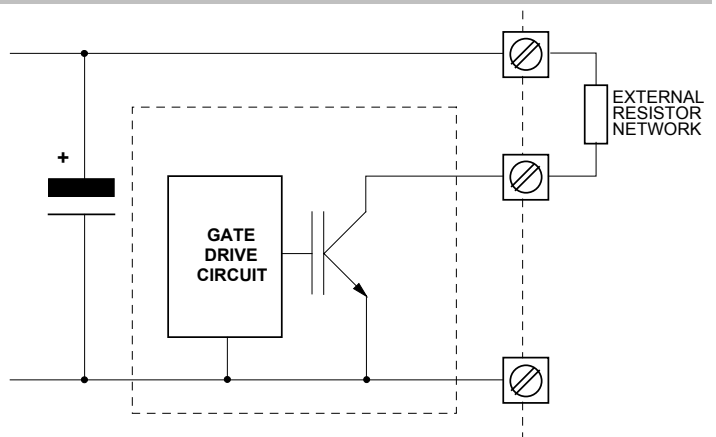 EXTERNAL
RESISTOR
NETWORK
+
GATE
DRIVE
CIRCUIT